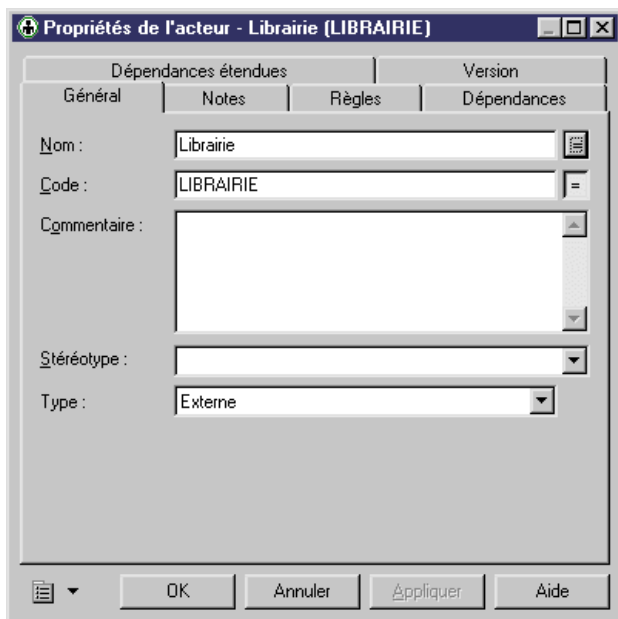 Propriétés de l'acteur - Librairie (LIBRAIRIE)
Dépendances étendues Version
Général Notes Règles Dépendances
Nom : Librairie
Code : LIBRAIRIE =
Commentaire :
Stéréotype :
Type : Externe
OK Annuler Appliquer Aide